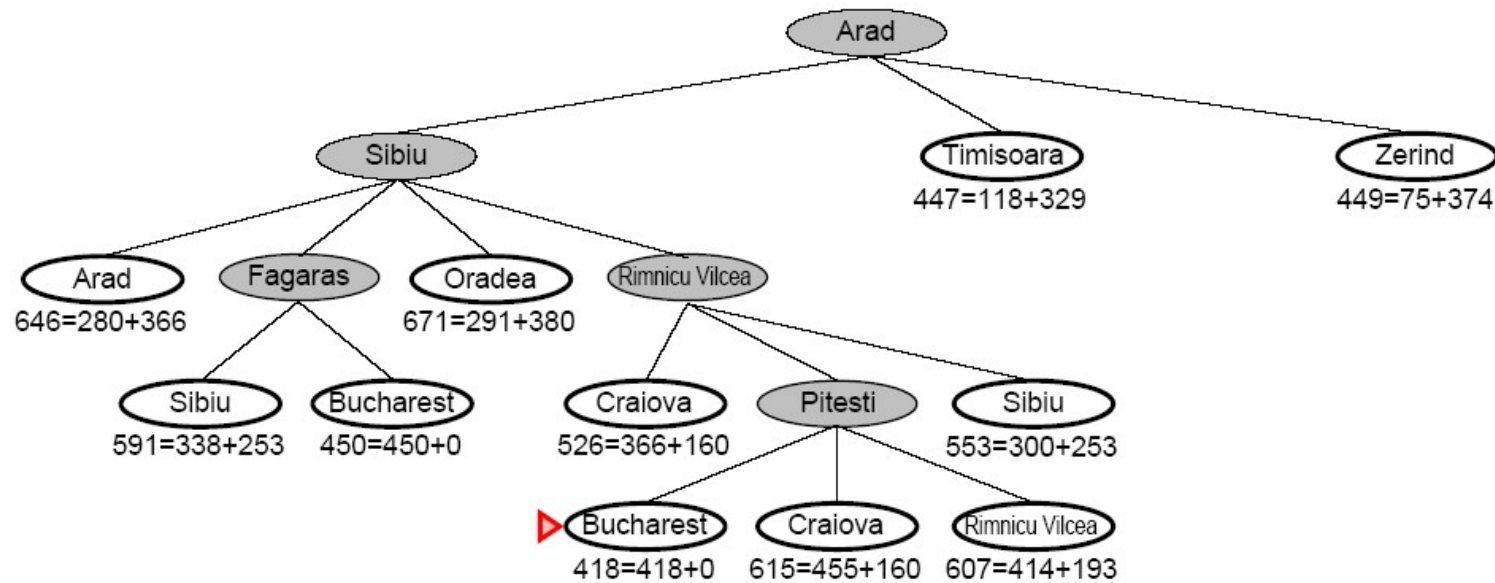 Arad
Sibiu
Timisoara
Zerind
447=118+329
449=75+374
Arad
Fagaras
Oradea
Rimnicu Vilcea
646=280+366
671=291+380
Sibiu
Bucharest
Craiova
Pitesti
Sibiu
591=338+253
450=450+0
526=366+160
553=300+253
Bucharest
Craiova
Rimnicu Vilcea
418=418+0
615=455+160
607=414+193